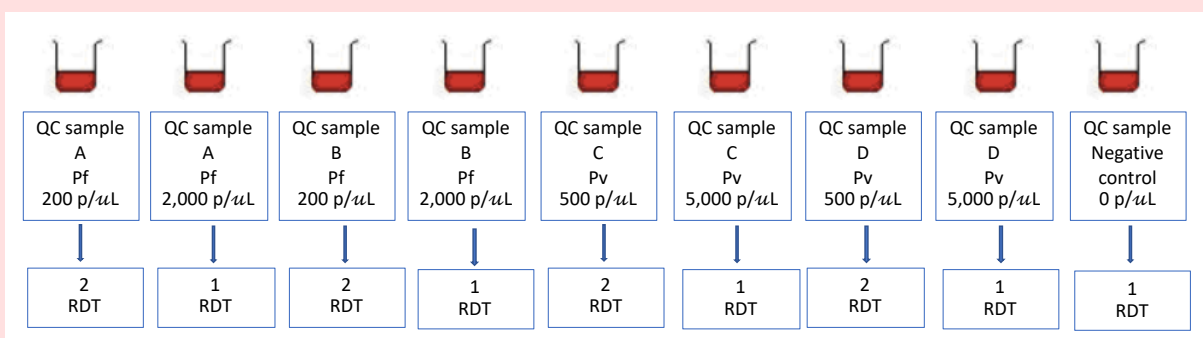 QC sample
A
Pf
200 p/𝓊L
QC sample
A
Pf
2,000 p/𝓊L
QC sample
B
Pf
200 p/𝓊L
QC sample
B
Pf
2,000 p/𝓊L
QC sample
C
Pv
500 p/𝓊L
QC sample
C
Pv
5,000 p/𝓊L
QC sample
D
Pv
500 p/𝓊L
QC sample
D
Pv
5,000 p/𝓊L
QC sample
Negative
control
0 p/𝓊L
2
RDT
1
RDT
2
RDT
1
RDT
2
RDT
1
RDT
2
RDT
1
RDT
1
RDT